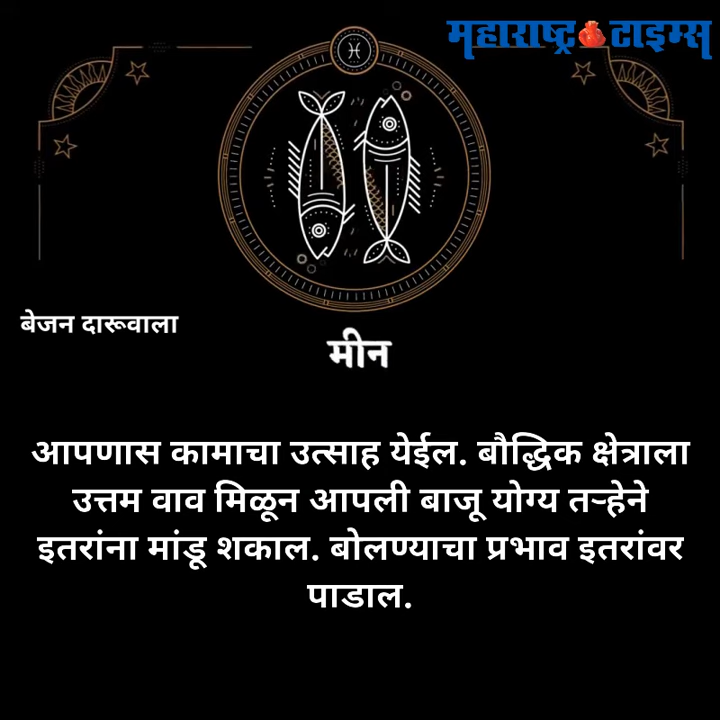 महाराष्ट्र टाइम्स
बेजन दारूवाला
मीन
आपणास कामाचा उत्साह येईल. बौद्धिक क्षेत्राला
उत्तम वाव मिळून आपली बाजू योग्य तऱ्हेने
इतरांना मांडू शकाल. बोलण्याचा प्रभाव इतरांवर
पाडाल.